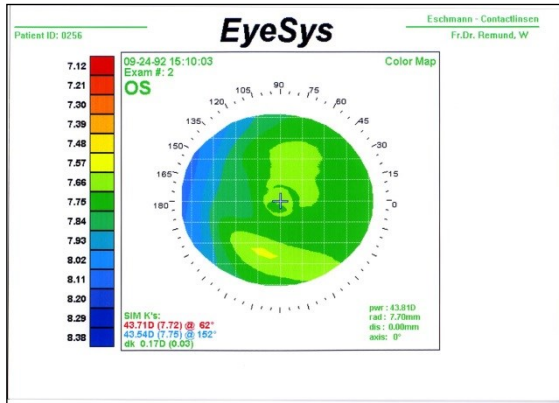 Patient ID: 0256
EyeSys
Eschmann - Contactlinsen
Fr.Dr. Remund, W
09-24-92 15:10:03
Exam #: 2
OS
Color Map
7.12
7.21
7.30
7.39
7.48
7.57
7.66
7.75
7.84
7.93
8.02
8.11
8.20
8.29
8.38
90
75
60
45
30
15
0
105
120
135
150
165
180
SIM K's:
43.71D (7.72) @ 62°
43.54D (7.75) @ 152°
dk 0.17D (0.03)
pwr : 43.81D
rad : 7.70mm
dis : 0.00mm
axis: 0°